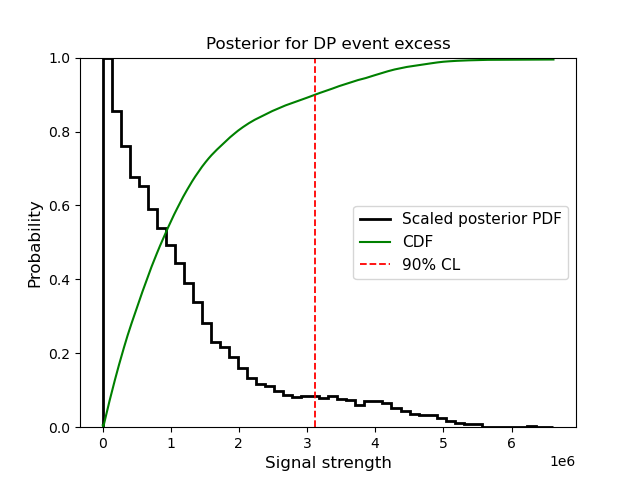 Posterior for DP event excess
1.0
0.8
0.6
0.4
0.2
0.0
Probability
Scaled posterior PDF
CDF
90% CL
0 1 2 3 4 5 6
1e6
Signal strength